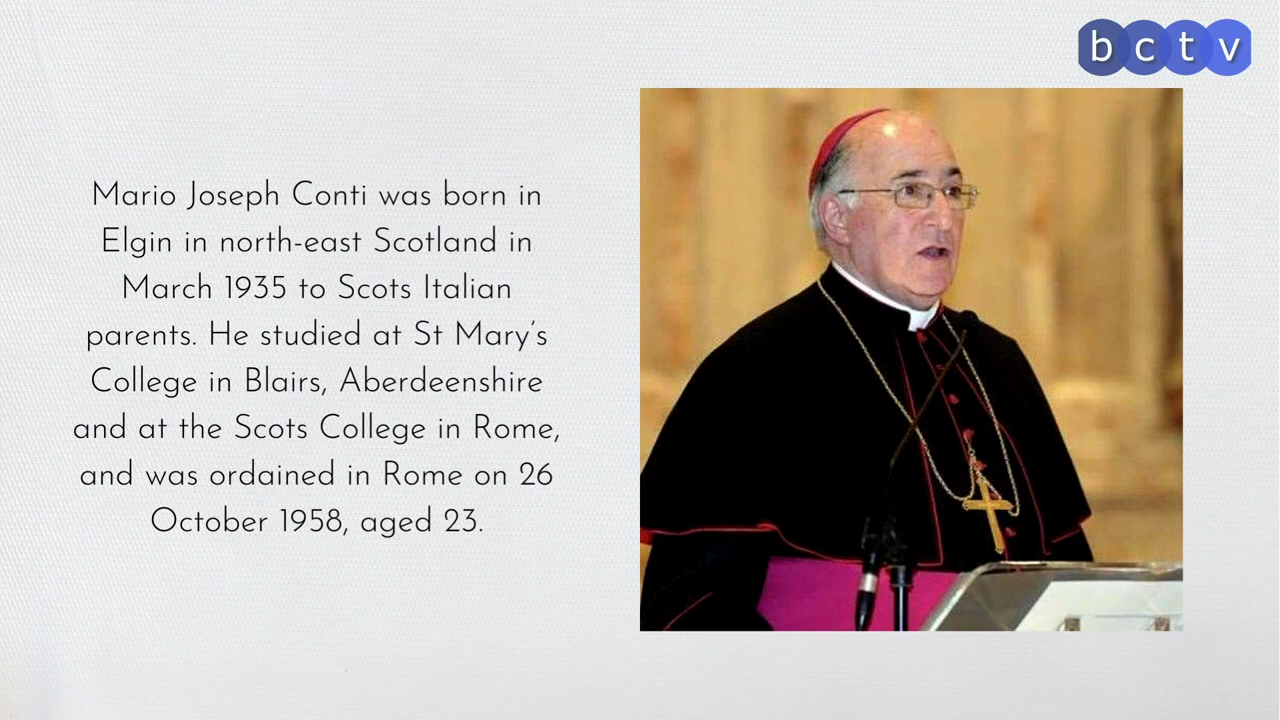 bctv
Mario Joseph Conti was born in
Elgin in north-east Scotland in
March 1935 to Scots Italian
parents. He studied at St Mary's
College in Blairs, Aberdeenshire
and at the Scots College in Rome,
and was ordained in Rome on 26
October 1958, aged 23.